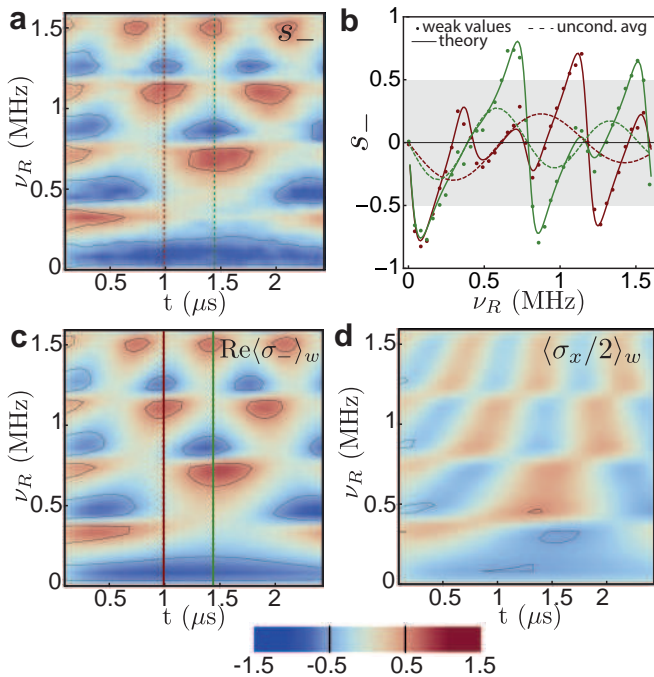 a
s₋
ν_R (MHz)
1.5
1
0.5
0
0.5
1
1.5
2
t (μs)
b
weak values
uncond. avg
theory
s₋
1
0.5
0
−0.5
−1
0
0.5
1
1.5
ν_R (MHz)
c
Re⟨σ₋⟩_w
ν_R (MHz)
1.5
1
0.5
0
0.5
1
1.5
2
t (μs)
d
⟨σ_x/2⟩_w
ν_R (MHz)
1.5
1
0.5
0
0.5
1
1.5
2
t (μs)
-1.5
-0.5
0.5
1.5